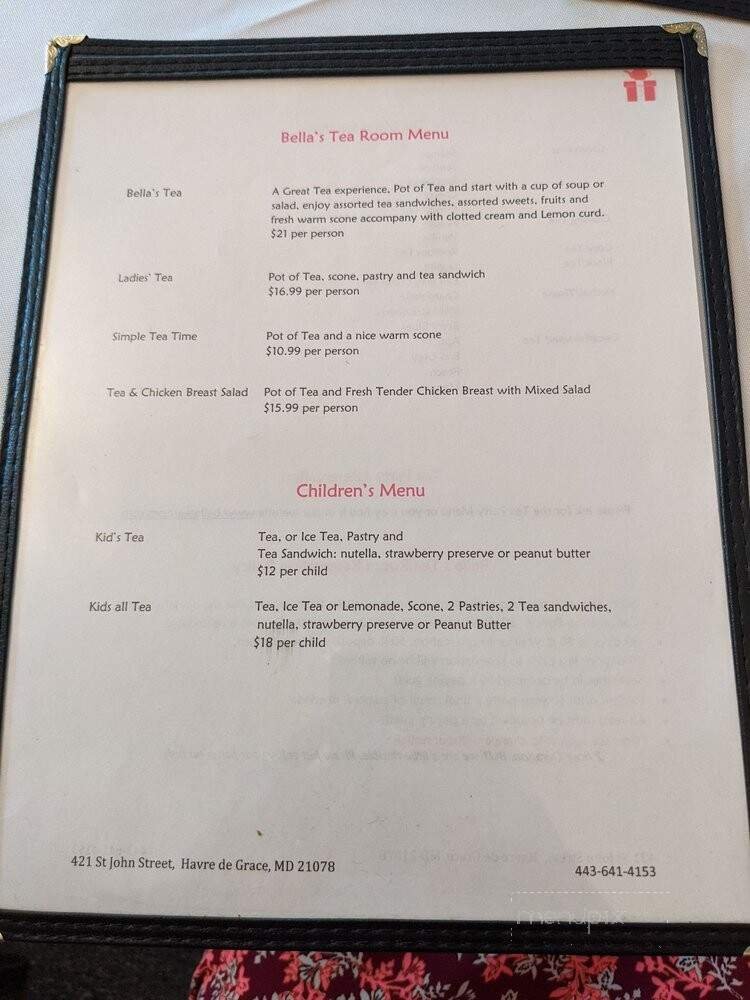 Bella's Tea Room Menu
Bella's Tea
A Great Tea experience, Pot of Tea and start with a cup of soup or
salad, enjoy assorted tea sandwiches, assorted sweets, fruits and
fresh warm scone accompany with clotted cream and Lemon curd.
$21 per person
Ladies' Tea
Pot of Tea, scone, pastry and tea sandwich
$16.99 per person
Simple Tea Time
Pot of Tea and a nice warm scone
$10.99 per person
Tea & Chicken Breast Salad
Pot of Tea and Fresh Tender Chicken Breast with Mixed Salad
$15.99 per person
Children's Menu
Kid's Tea
Tea, or Ice Tea, Pastry and
Tea Sandwich: nutella, strawberry preserve or peanut butter
$12 per child
Kids all Tea
Tea, Ice Tea or Lemonade, Scone, 2 Pastries, 2 Tea sandwiches,
nutella, strawberry preserve or Peanut Butter
$18 per child
421 St John Street, Havre de Grace, MD 21078
443-641-4153
menupix